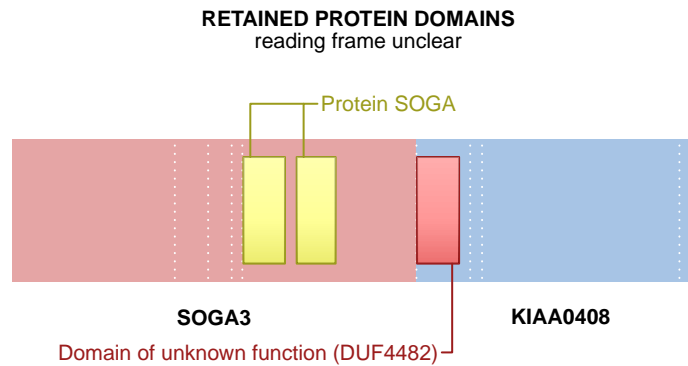 RETAINED PROTEIN DOMAINS
reading frame unclear
Protein SOGA
SOGA3
KIAA0408
Domain of unknown function (DUF4482)